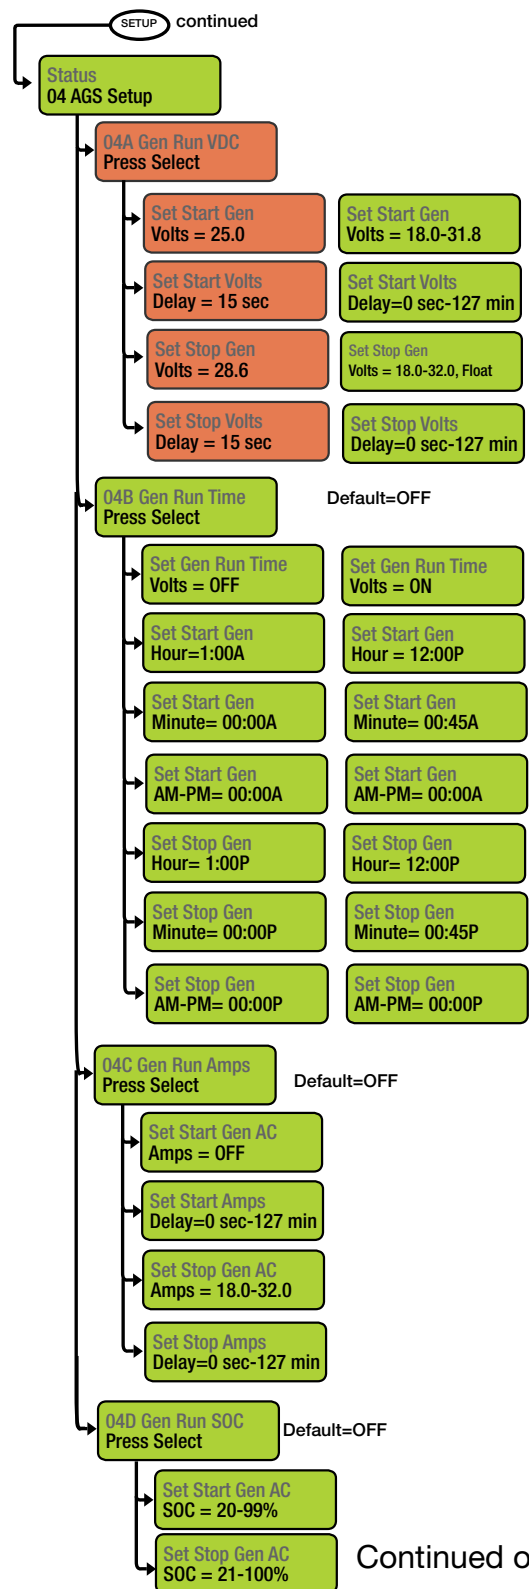 SETUP continued
Status
04 AGS Setup
04A Gen Run VDC
Press Select
Set Start Gen
Volts = 25.0
Set Start Gen
Volts = 18.0-31.8
Set Start Volts
Delay = 15 sec
Set Start Volts
Delay=0 sec-127 min
Set Stop Gen
Volts = 28.6
Set Stop Gen
Volts = 18.0-32.0, Float
Set Stop Volts
Delay = 15 sec
Set Stop Volts
Delay=0 sec-127 min
04B Gen Run Time
Press Select
Default=OFF
Set Gen Run Time
Volts = OFF
Set Gen Run Time
Volts = ON
Set Start Gen
Hour=1:00A
Set Start Gen
Hour = 12:00P
Set Start Gen
Minute= 00:00A
Set Start Gen
Minute= 00:45A
Set Start Gen
AM-PM= 00:00A
Set Start Gen
AM-PM= 00:00A
Set Stop Gen
Hour= 1:00P
Set Stop Gen
Hour= 12:00P
Set Stop Gen
Minute= 00:00P
Set Stop Gen
Minute= 00:45P
Set Stop Gen
AM-PM= 00:00P
Set Stop Gen
AM-PM= 00:00P
04C Gen Run Amps
Press Select
Default=OFF
Set Start Gen AC
Amps = OFF
Set Start Amps
Delay=0 sec-127 min
Set Stop Gen AC
Amps = 18.0-32.0
Set Stop Amps
Delay=0 sec-127 min
04D Gen Run SOC
Press Select
Default=OFF
Set Start Gen AC
SOC = 20-99%
Set Stop Gen AC
SOC = 21-100%
Continued o